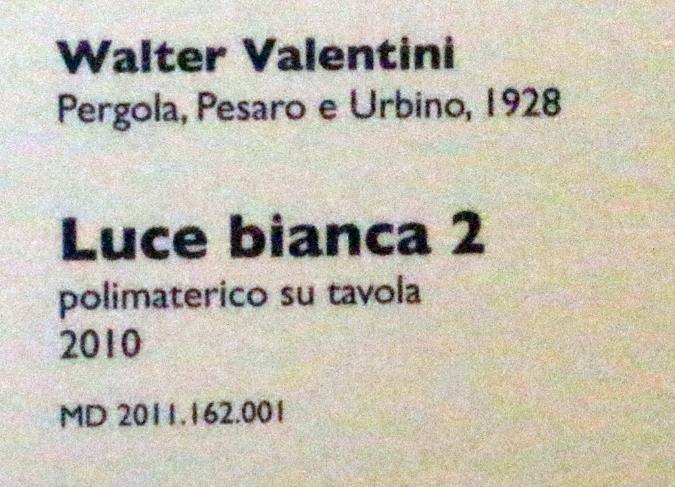 Walter Valentini
Pergola, Pesaro e Urbino, 1928
Luce bianca 2
polimaterico su tavola
2010
MD 2011.162.001